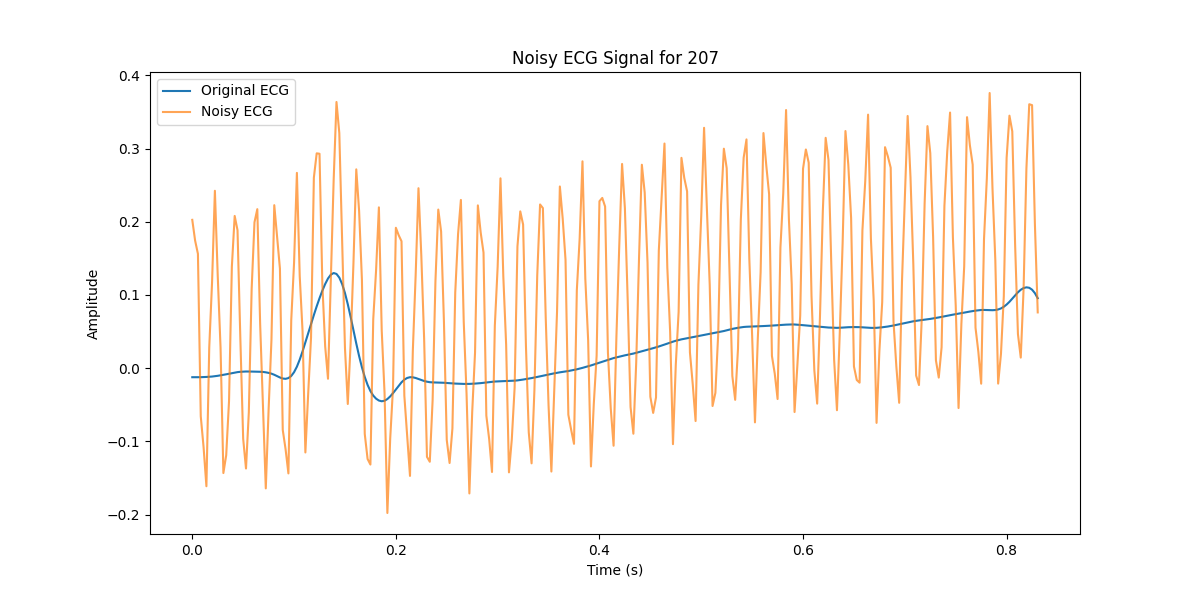 Noisy ECG Signal for 207
Original ECG
Noisy ECG
Amplitude
0.4
0.3
0.2
0.1
0.0
−0.1
−0.2
0.0 0.2 0.4 0.6 0.8
Time (s)